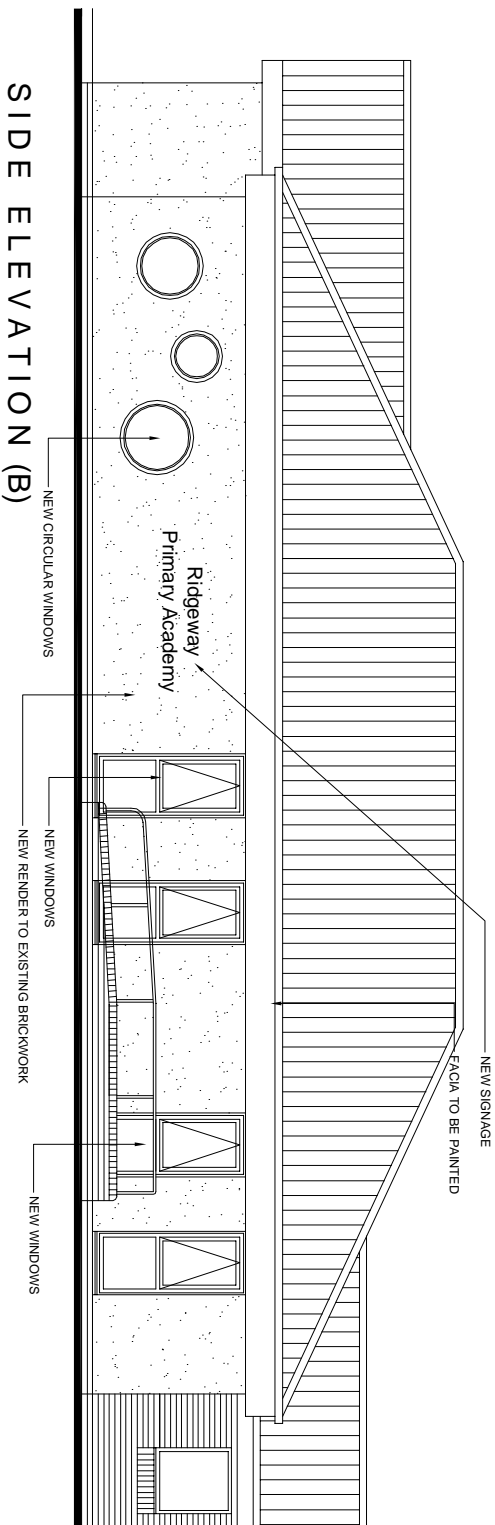 NEW SIGNAGE
FACIA TO BE PAINTED
Ridgeway
Primary Academy
NEW CIRCULAR WINDOWS
NEW WINDOWS
NEW RENDER TO EXISTING BRICKWORK
NEW WINDOWS
SIDE ELEVATION (B)